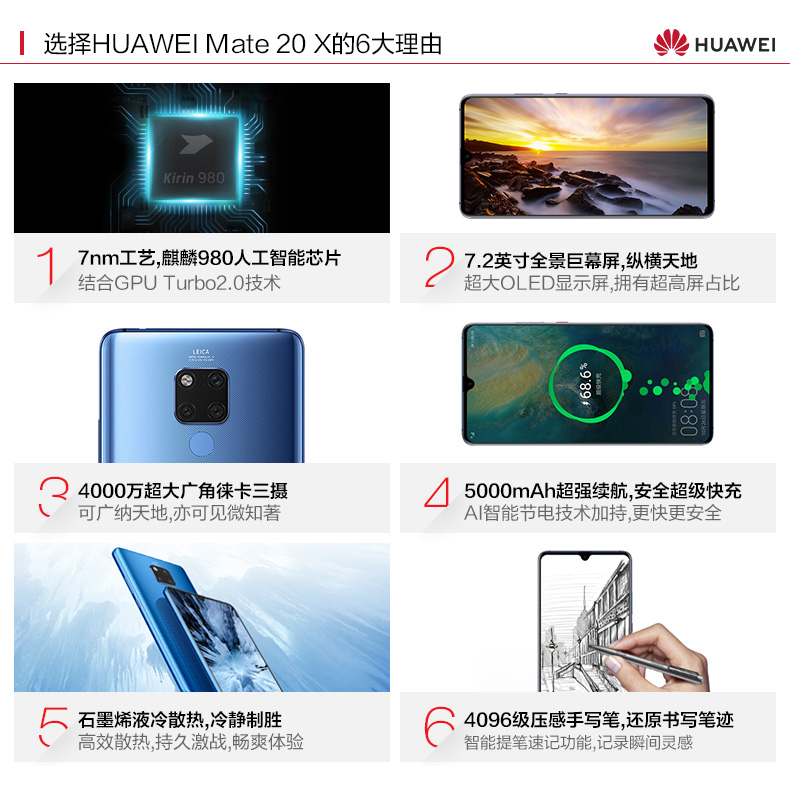 选择HUAWEI Mate 20 X的6大理由
HUAWEI
Kirin 980
1
7nm工艺,麒麟980人工智能芯片
结合GPU Turbo2.0技术
2
7.2英寸全景巨幕屏,纵横天地
超大OLED显示屏,拥有超高屏占比
LEICA
3
4000万超大广角徕卡三摄
可广纳天地,亦可见微知著
68.6%
超级快充
08:08
4
5000mAh超强续航,安全超级快充
AI智能节电技术加持,更快更安全
5
石墨烯液冷散热,冷静制胜
高效散热,持久激战,畅爽体验
6
4096级压感手写笔,还原书写笔迹
智能提笔速记功能,记录瞬间灵感